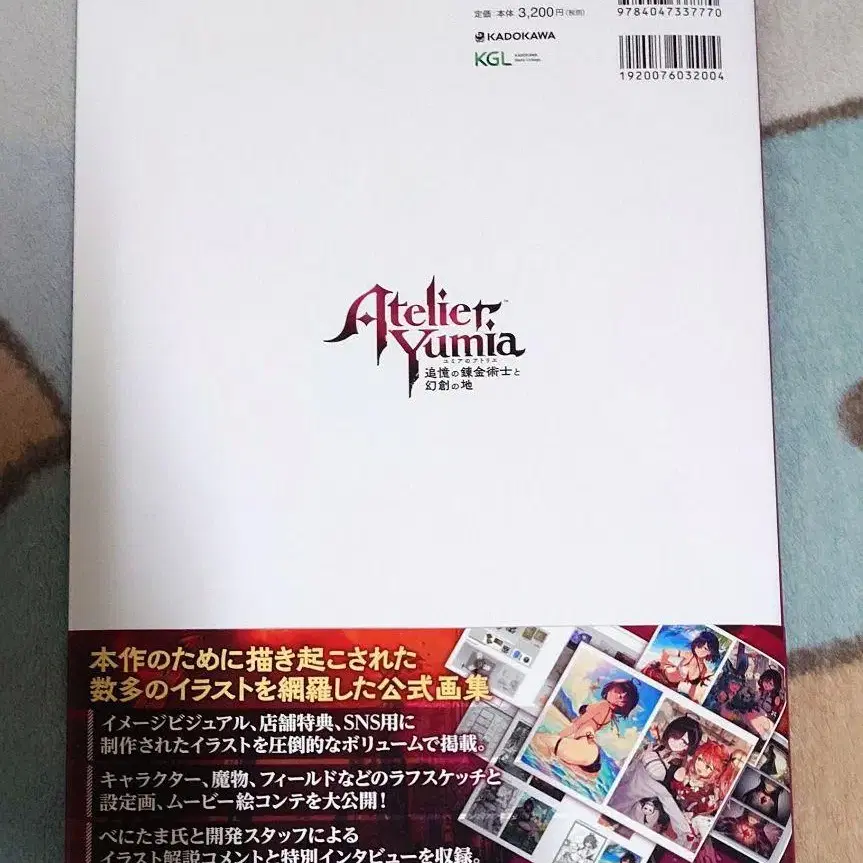 定価 本体 3,200円(税別)
9784047337770
KADOKAWA
KGL
1920076032004
Atelier
Yumia
ユミアのアトリエ
追憶の錬金術士と
幻創の地
本作のために描き起こされた
数多のイラストを網羅した公式画集
イメージビジュアル、店舗特典、SNS用に
制作されたイラストを圧倒的なボリュームで掲載。
キャラクター、魔物、フィールドなどのラフスケッチと
設定画、ムービー絵コンテを大公開!
べにたま氏と開発スタッフによる
イラスト解説コメントと特別インタビューを収録。